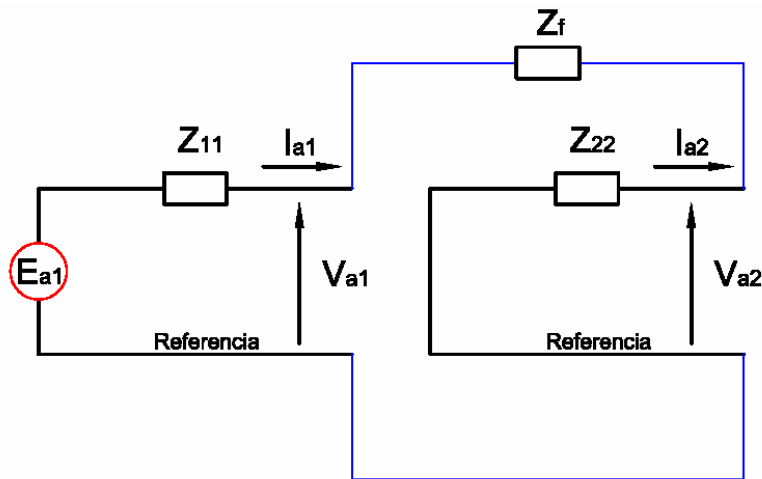 Zf
Z11
Ia1
Z22
Ia2
Ea1
Va1
Va2
Referencia
Referencia